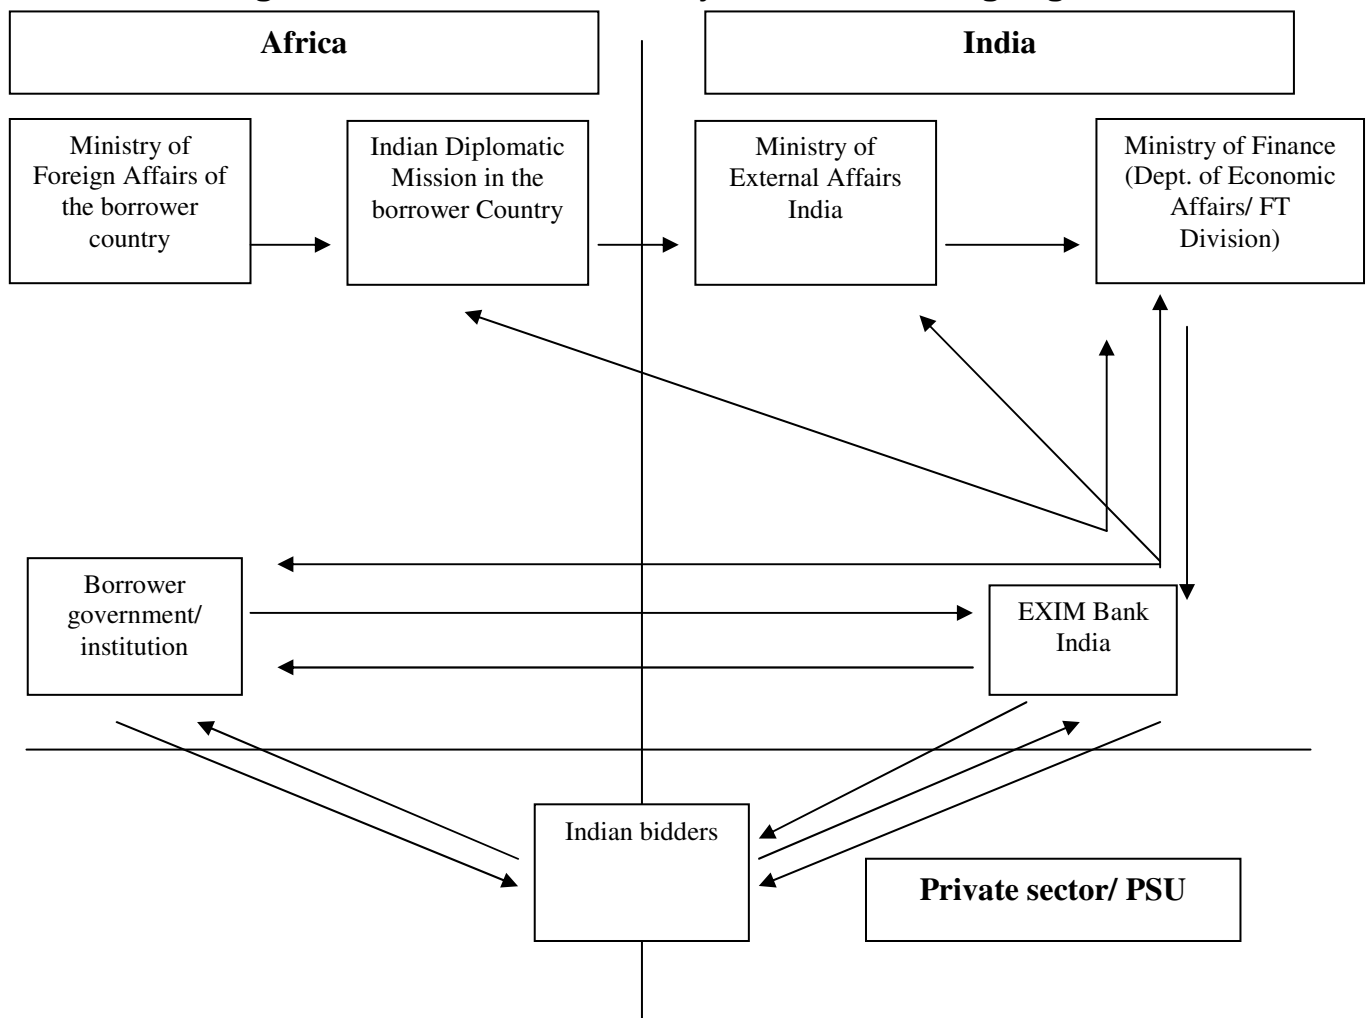 Africa
India
Ministry of
Foreign Affairs of
the borrower
country
Indian Diplomatic
Mission in the
borrower Country
Ministry of
External Affairs
India
Ministry of Finance
(Dept. of Economic
Affairs/ FT
Division)
Borrower
government/
institution
EXIM Bank
India
Indian bidders
Private sector/ PSU